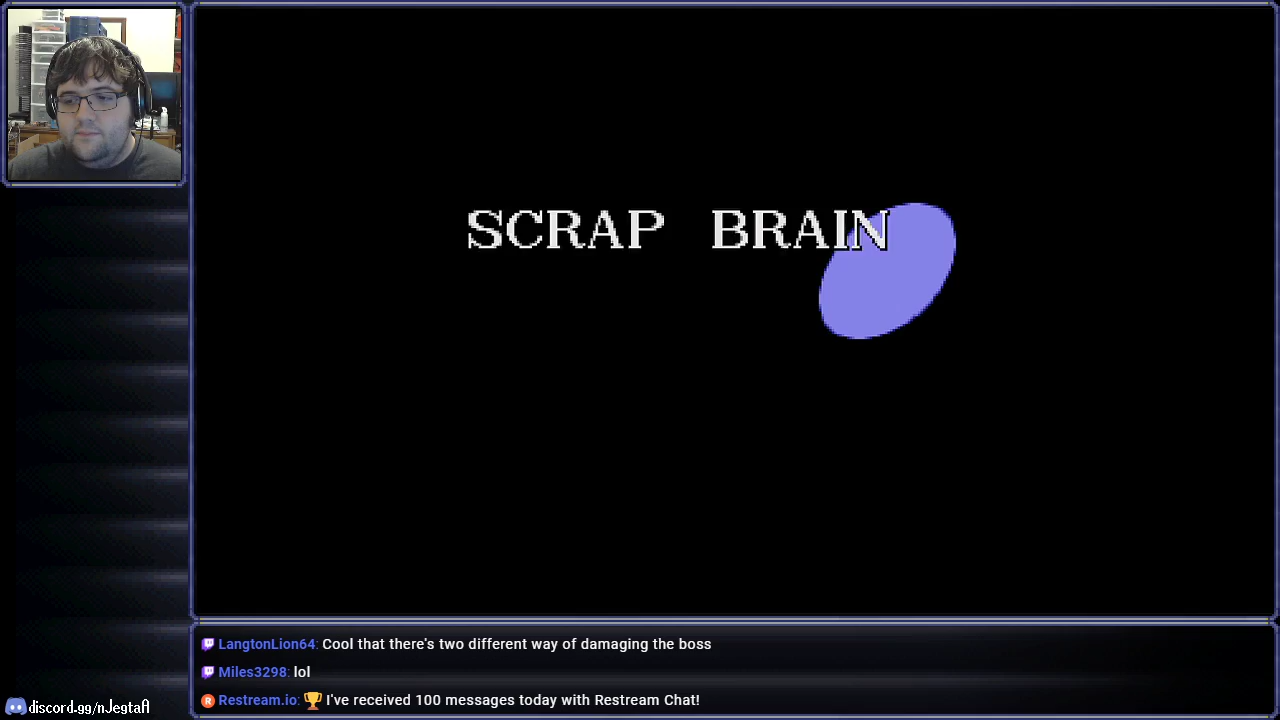 SCRAP BRAIN
LangtonLion64: Cool that there's two different way of damaging the boss
Miles3298: lol
Restream.io: 🏆 I've received 100 messages today with Restream Chat!
discord.gg/nJegtaA